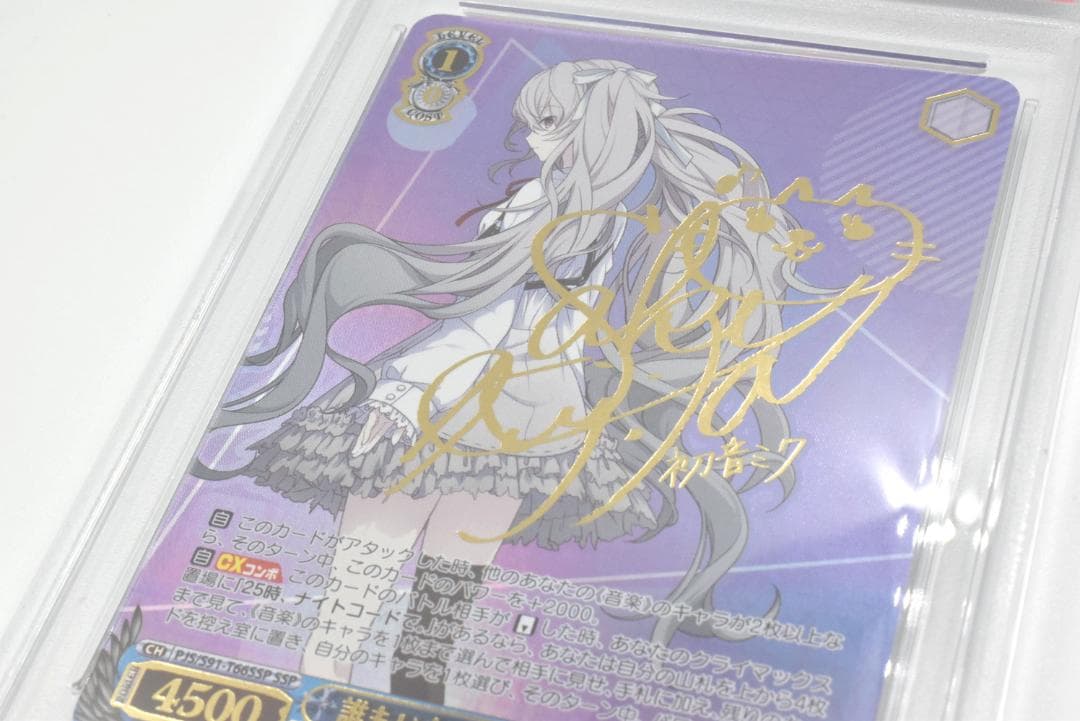 LEVEL
1
0
COST
Saki
Fujita
初音ミク
自 このカードがアタックした時、他のあなたの《音楽》のキャラが2枚以上な
ら、そのターン中、このカードのパワーを+2000。
自 CXコンボ このカードのバトル相手が した時、あなたのクライマックス
置場に「25時、ナイトコードで。」があるなら、あなたは自分の山札を上から4枚
まで見て、《音楽》のキャラを1枚まで選んで相手に見せ、手札に加え、残りのカー
ドを控え室に置き、自分のキャラを1枚選び、そのターン中、
CH PJS/S91-T66SSP SSP
POWER
4500